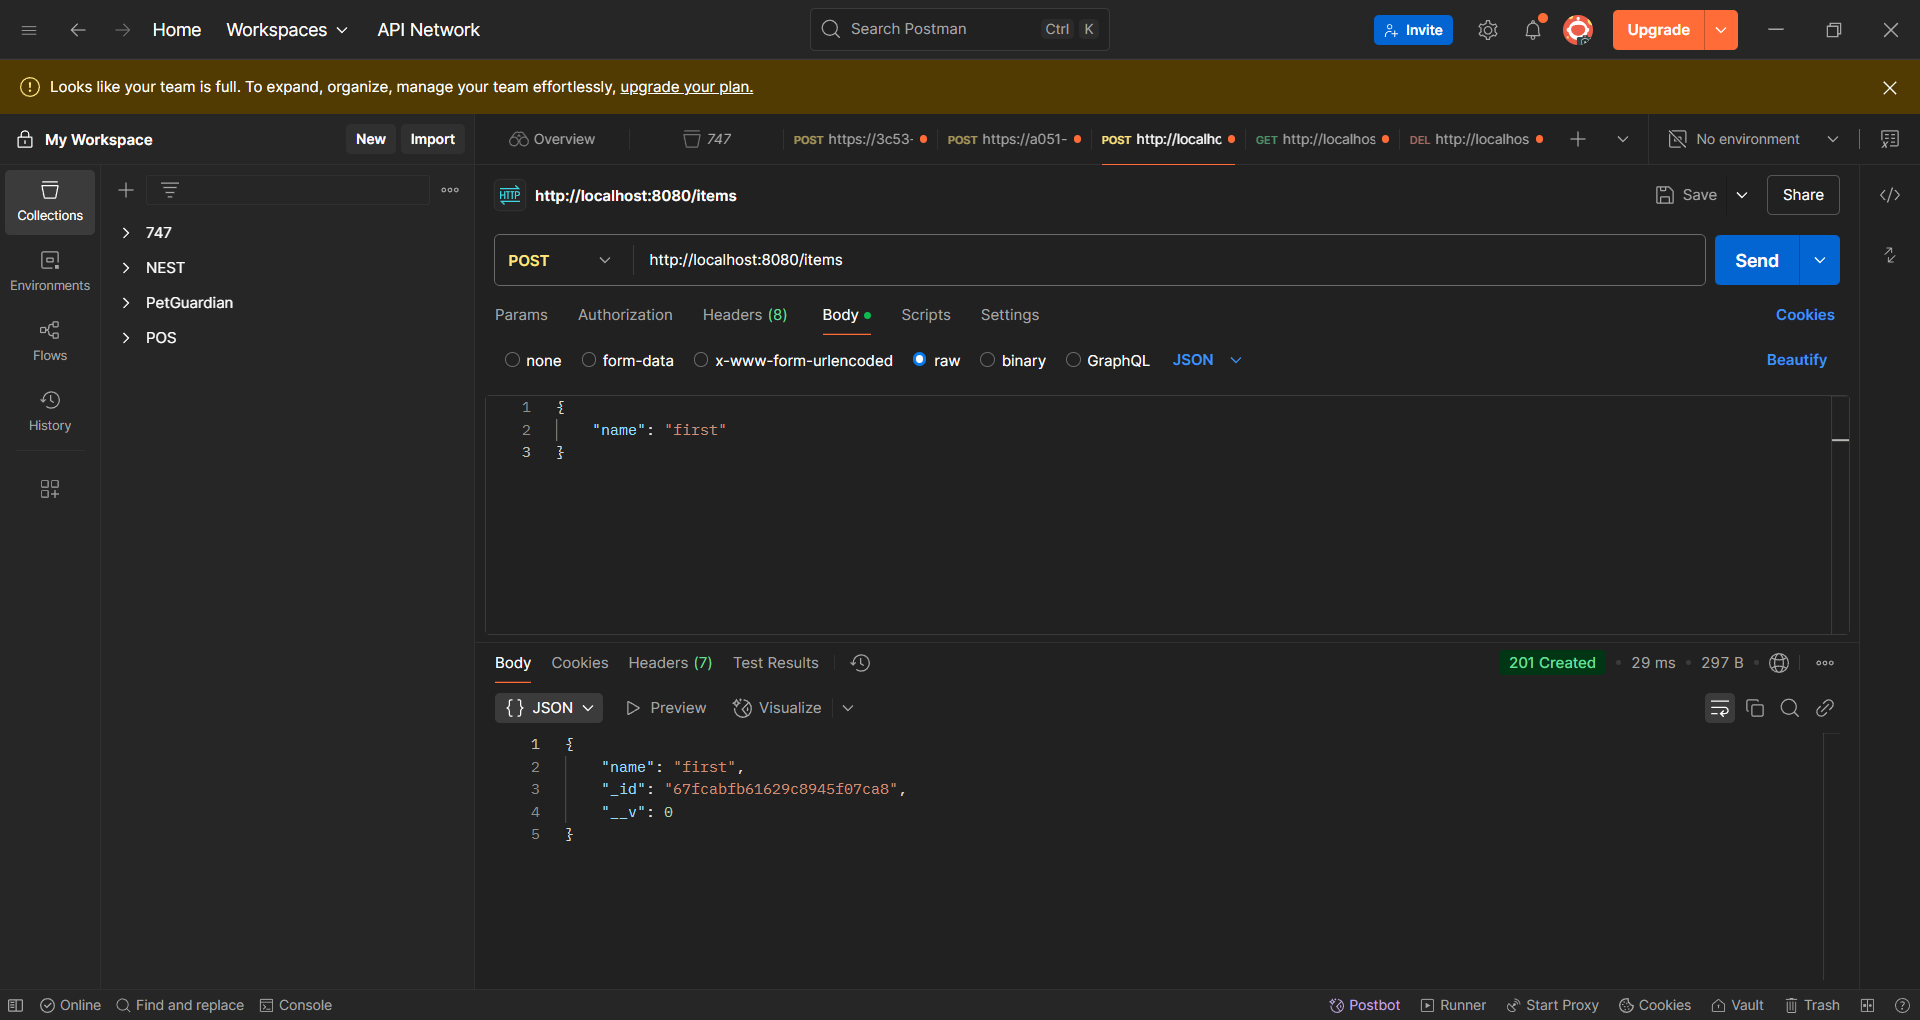 Home Workspaces API Network Search Postman Ctrl K Invite Upgrade
Looks like your team is full. To expand, organize, manage your team effortlessly, upgrade your plan.
My Workspace New Import Overview 747 POST https://3c53- POST https://a051- POST http://localhc GET http://localhos DEL http://localhos No environment
Collections
Environments
Flows
History
747
NEST
PetGuardian
POS
HTTP http://localhost:8080/items Save Share
POST http://localhost:8080/items Send
Params Authorization Headers (8) Body Scripts Settings Cookies
none form-data x-www-form-urlencoded raw binary GraphQL JSON Beautify
1 {
2 "name": "first"
3 }
Body Cookies Headers (7) Test Results 201 Created 29 ms 297 B
{} JSON Preview Visualize
1 {
2 "name": "first",
3 "_id": "67fcabfb61629c8945f07ca8",
4 "__v": 0
5 }
Online Find and replace Console Postbot Runner Start Proxy Cookies Vault Trash